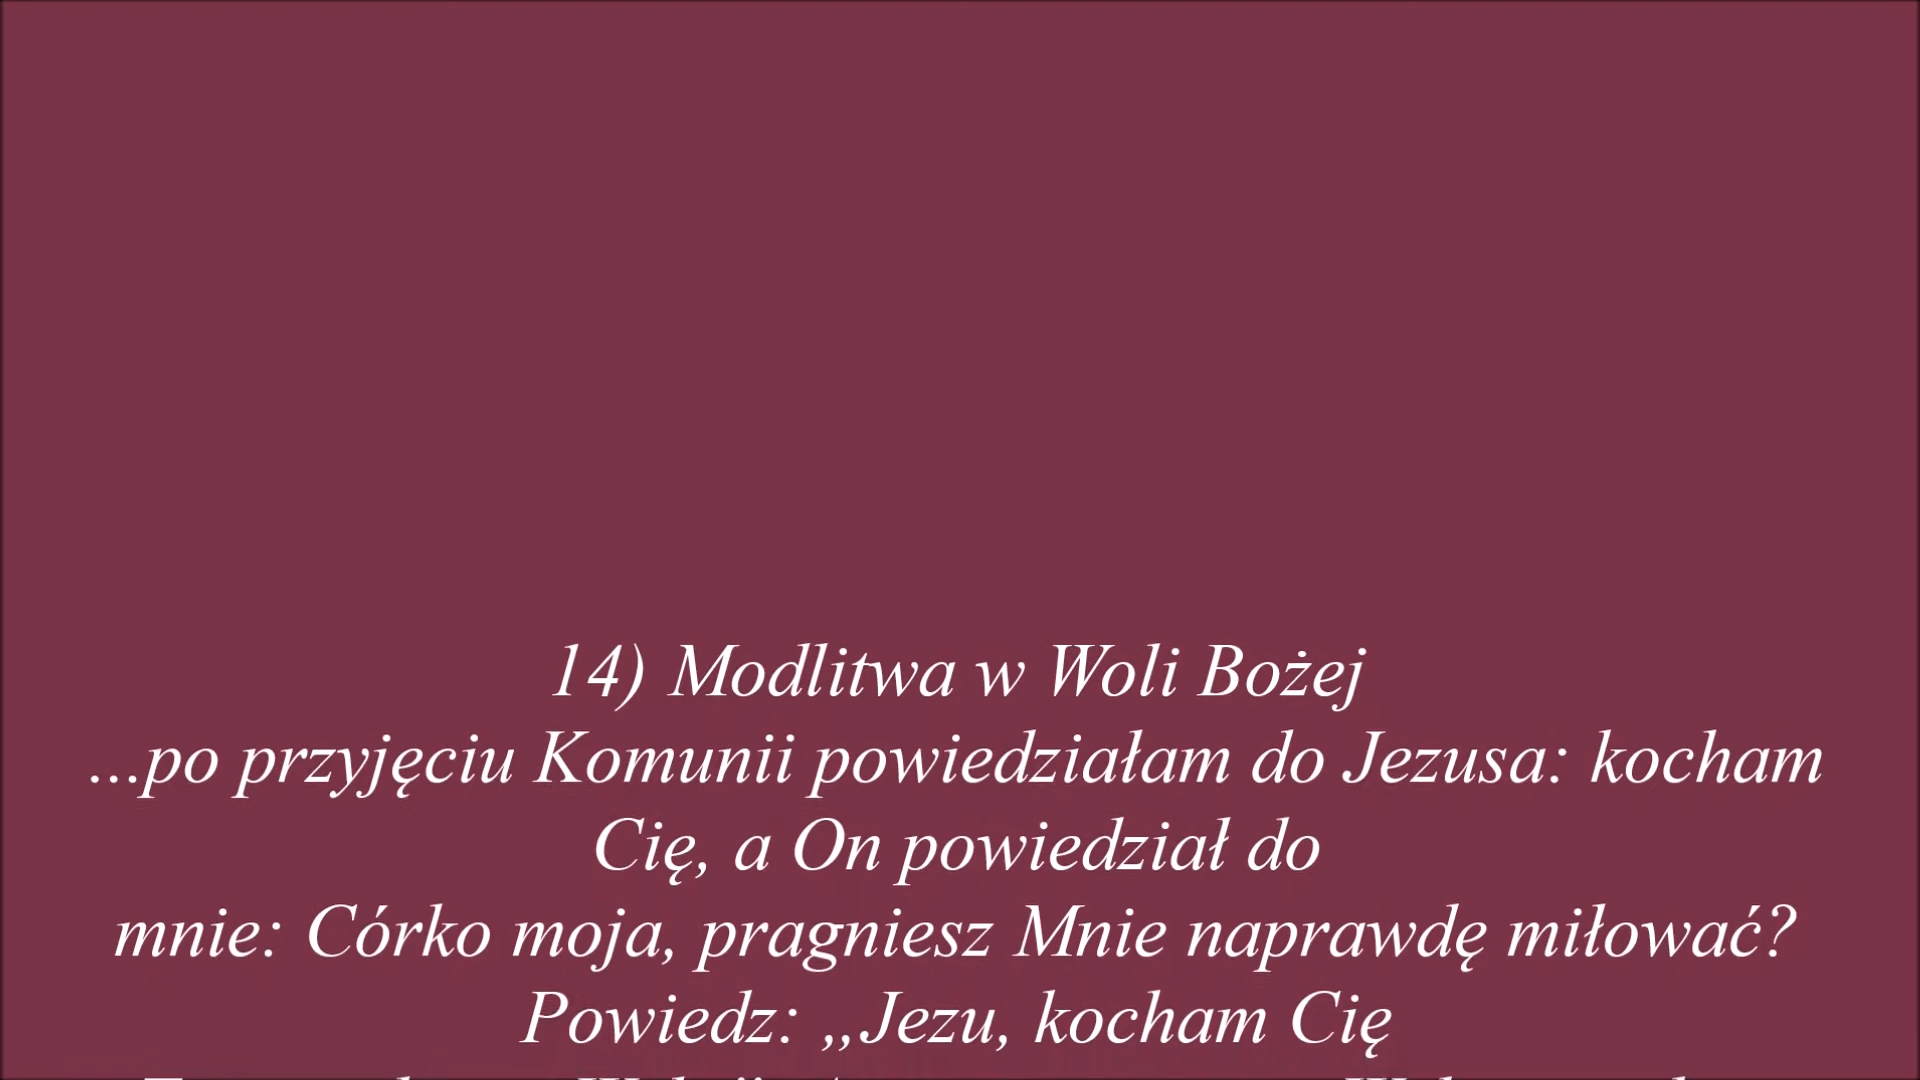 14) Modlitwa w Woli Bożej
...po przyjęciu Komunii powiedziałam do Jezusa: kocham
Cię, a On powiedział do
mnie: Córko moja, pragniesz Mnie naprawdę miłować?
Powiedz: „Jezu, kocham Cię